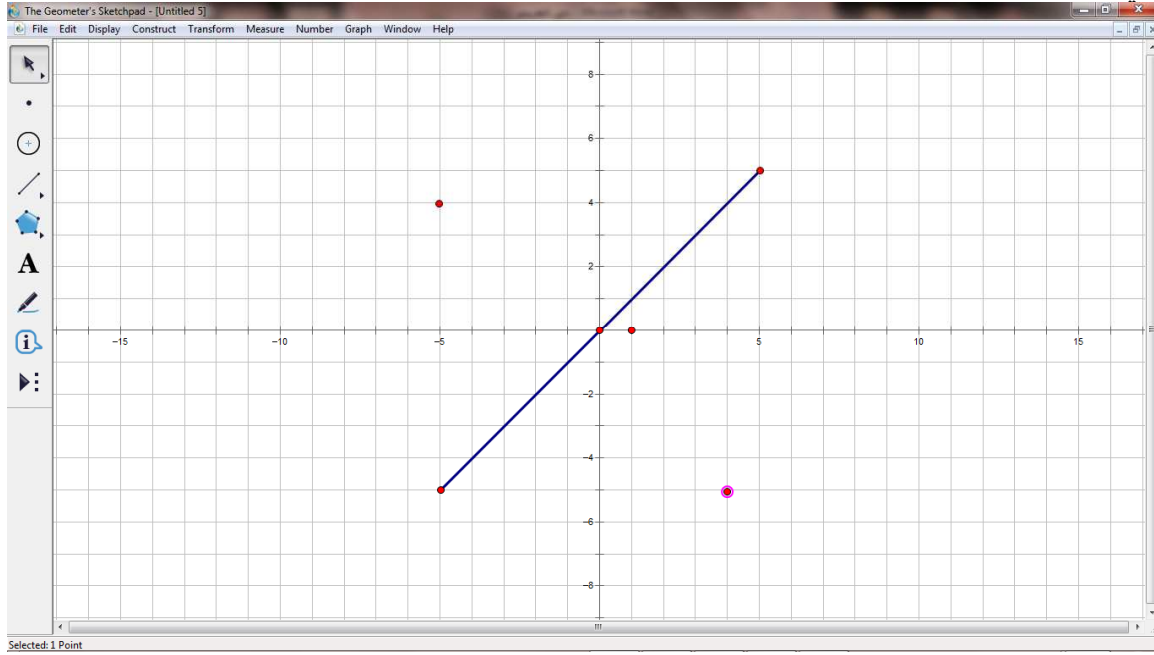 The Geometer's Sketchpad - [Untitled 5]
File Edit Display Construct Transform Measure Number Graph Window Help
8
6
4
2
−15 −10 −5 5 10 15
−2
−4
−6
−8
A
i
Selected: 1 Point